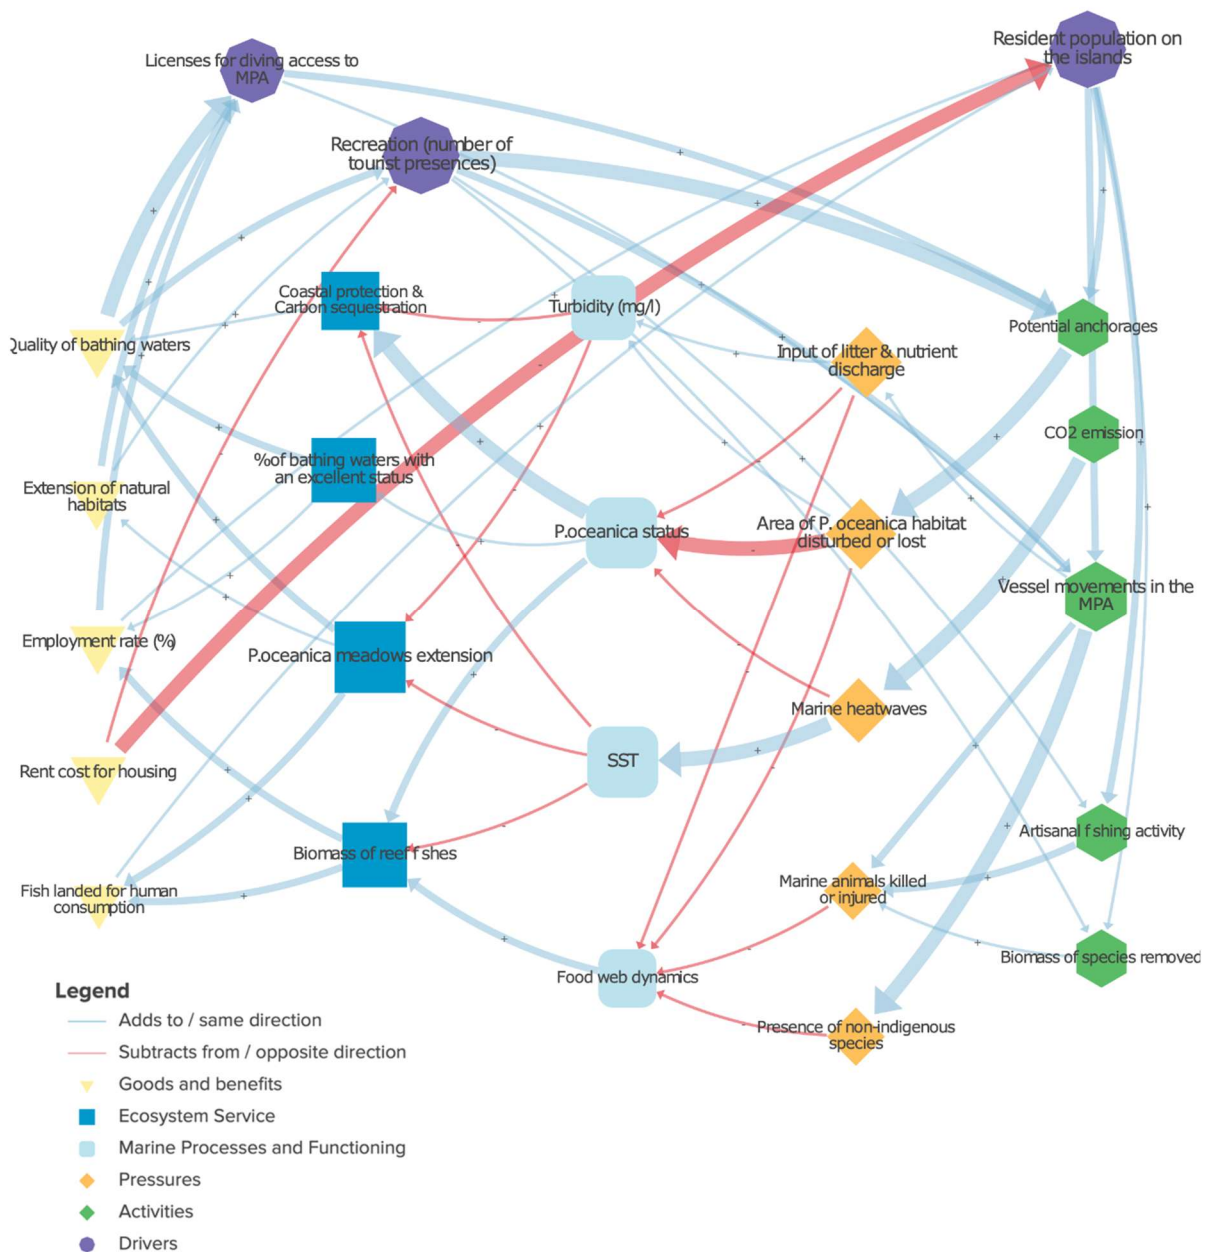 Resident population on
the islands
Licenses for diving access to
MPA
Recreation (number of
tourist presences)
Coastal protection &
Carbon sequestration
Turbidity (mg/l)
Potential anchorages
Quality of bathing waters
Input of litter & nutrient
discharge
CO2 emission
%of bathing waters with
an excellent status
Extension of natural
habitats
P.oceanica status
Area of P. oceanica habitat
disturbed or lost
Vessel movements in the
MPA
Employment rate (%)
P.oceanica meadows extension
Marine heatwaves
Rent cost for housing
SST
Artisanal f shing activity
Biomass of reef f shes
Fish landed for human
consumption
Marine animals killed
or injured
Biomass of species removed
Food web dynamics
Presence of non-indigenous
species
Legend
Adds to / same direction
Subtracts from / opposite direction
Goods and benefits
Ecosystem Service
Marine Processes and Functioning
Pressures
Activities
Drivers